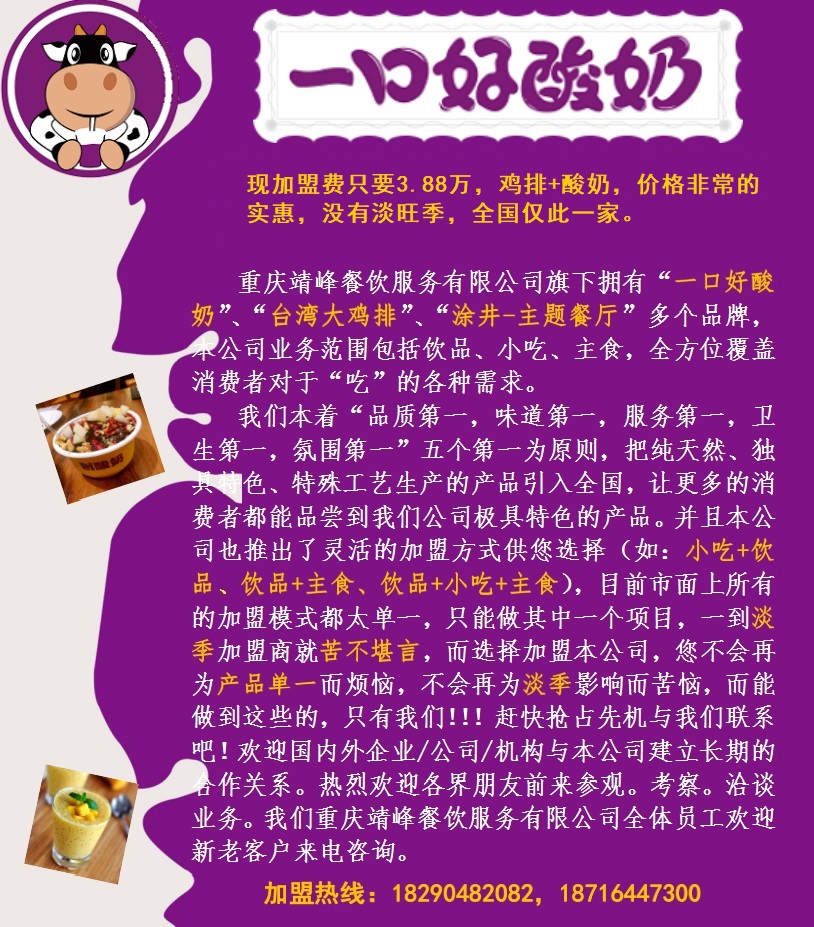 一口好酸奶
现加盟费只要3.88万，鸡排+酸奶，价格非常的
实惠，没有淡旺季，全国仅此一家。
重庆靖峰餐饮服务有限公司旗下拥有“一口好酸
奶”、“台湾大鸡排”、“涂井-主题餐厅”多个品牌，
本公司业务范围包括饮品、小吃、主食，全方位覆盖
消费者对于“吃”的各种需求。
我们本着“品质第一，味道第一，服务第一，卫
生第一，氛围第一”五个第一为原则，把纯天然、独
具特色、特殊工艺生产的产品引入全国，让更多的消
费者都能品尝到我们公司极具特色的产品。并且本公
司也推出了灵活的加盟方式供您选择（如：小吃+饮
品、饮品+主食、饮品+小吃+主食），目前市面上所有
的加盟模式都太单一，只能做其中一个项目，一到淡
季加盟商就苦不堪言，而选择加盟本公司，您不会再
为产品单一而烦恼，不会再为淡季影响而苦恼，而能
做到这些的，只有我们!!! 赶快抢占先机与我们联系
吧! 欢迎国内外企业/公司/机构与本公司建立长期的
合作关系。热烈欢迎各界朋友前来参观。考察。洽谈
业务。我们重庆靖峰餐饮服务有限公司全体员工欢迎
新老客户来电咨询。
加盟热线：18290482082，18716447300